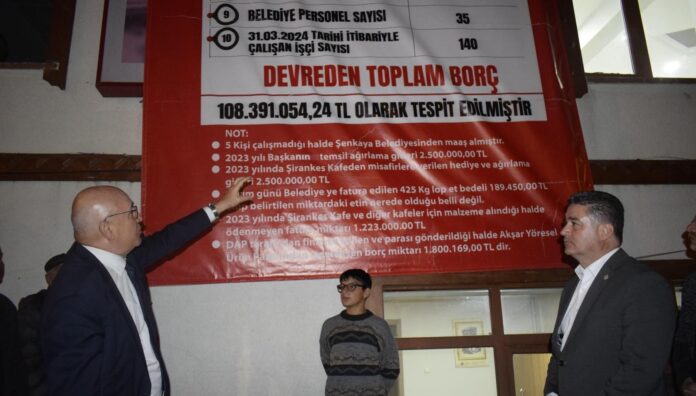 9 BELEDİYE PERSONEL SAYISI 35
10 31.03.2024 TARİHİ İTİBARİYLE
ÇALIŞAN İŞÇİ SAYISI 140
DEVREDEN TOPLAM BORÇ
108.391.054,24 TL OLARAK TESPİT EDİLMİŞTİR
NOT:
● 5 Kişi çalışmadığı halde Şenkaya Belediyesinden maaş almıştır.
● 2023 yılı Başkanın temsil ağırlama gideri 2.500.000,00 TL
● 2023 yılında Şirankes Kafeden misafirlere verilen hediye ve ağırlama
2.500.000,00 TL
günü Belediye ye fatura edilen 425 Kg lop et bedeli 189.450,00 TL
belirtilen miktardaki etin nerede olduğu belli değil.
2023 yılında Şirankes Kafe ve diğer kafeler için malzeme alındığı halde
ödenmeyen fatura miktarı 1.223.000,00 TL
● DAP ve parası gönderildiği halde Akşar Yöresel
Ürün borç miktarı 1.800.169,00 TL dir.